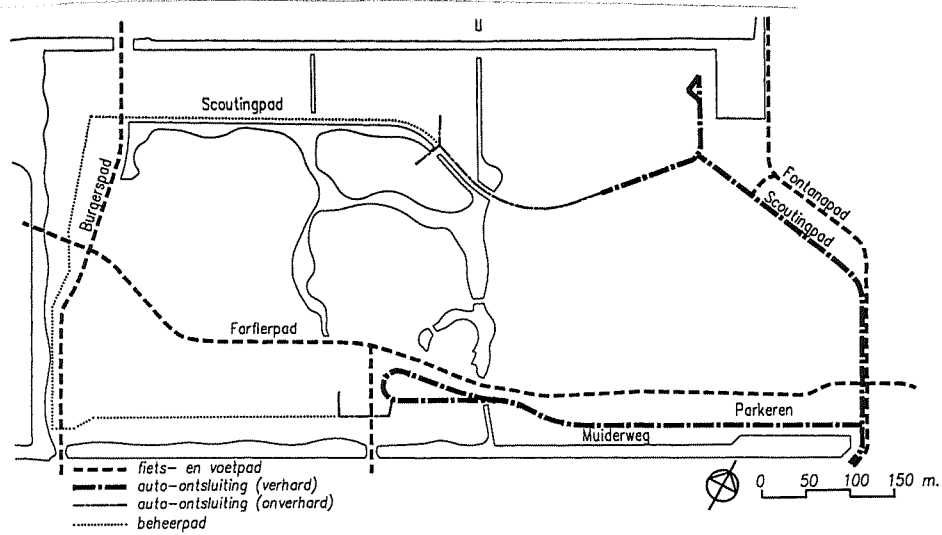 Scoutingpad
Burgerspad
Fontanapad
Scoutingpad
Farflerpad
Parkeren
Muiderweg
fiets- en voetpad
auto-ontsluiting (verhard)
auto-ontsluiting (onverhard)
beheerpad
0 50 100 150 m.